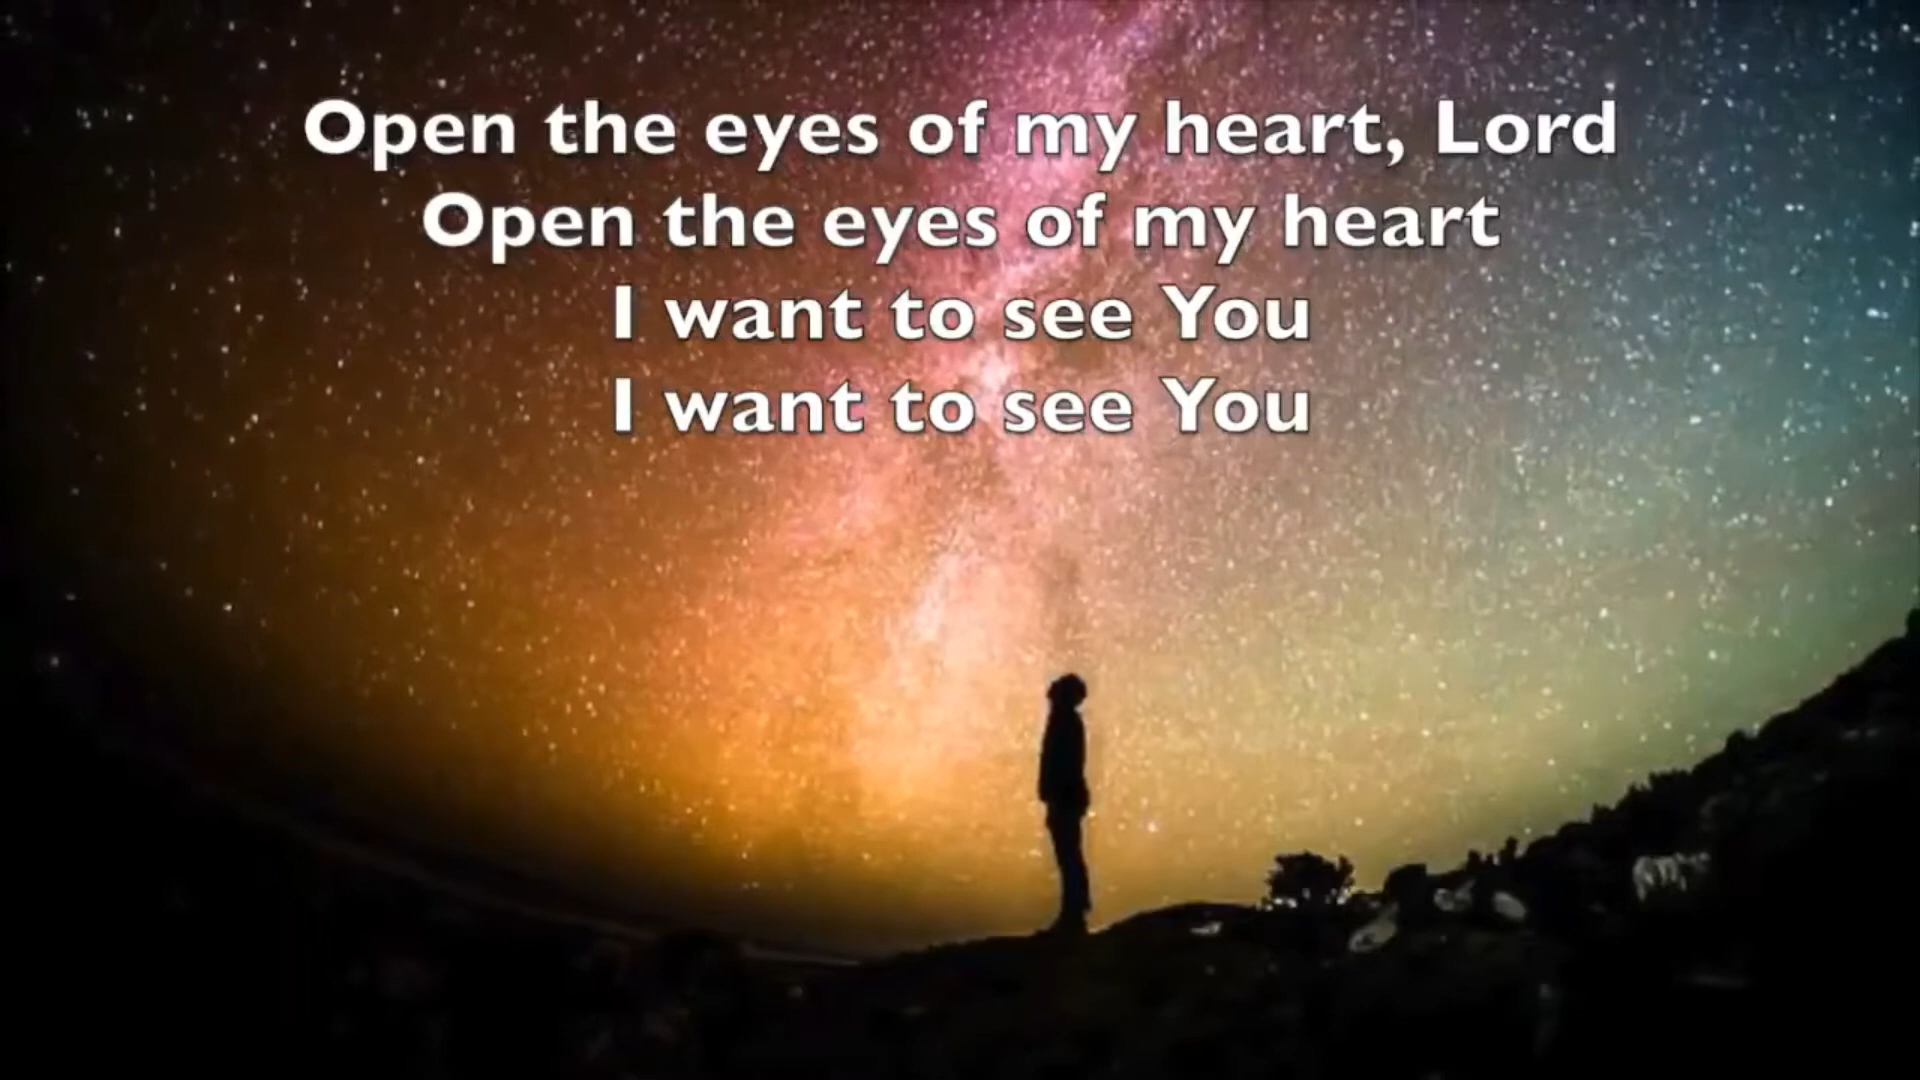 Open the eyes of my heart, Lord
Open the eyes of my heart
I want to see You
I want to see You